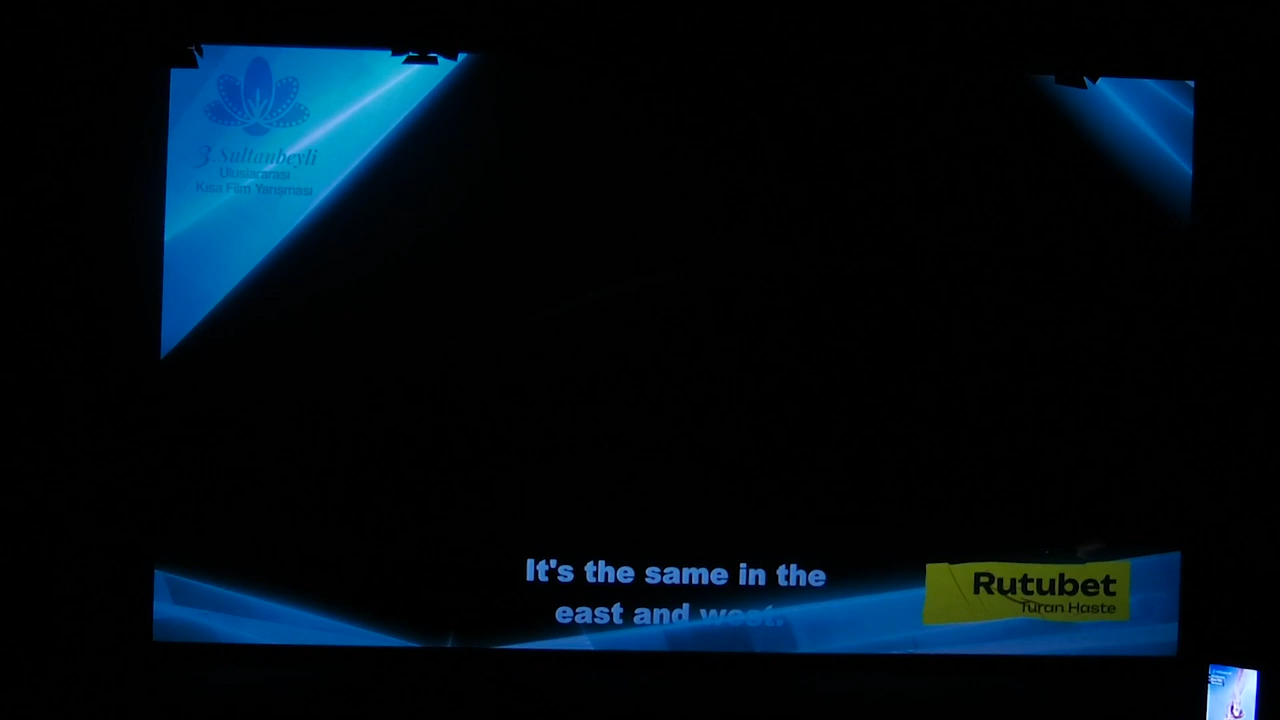 3. Sultanbeyli
Uluslararası
Kısa Film Yarışması
It's the same in the
east and west.
Rutubet
Turan Haste